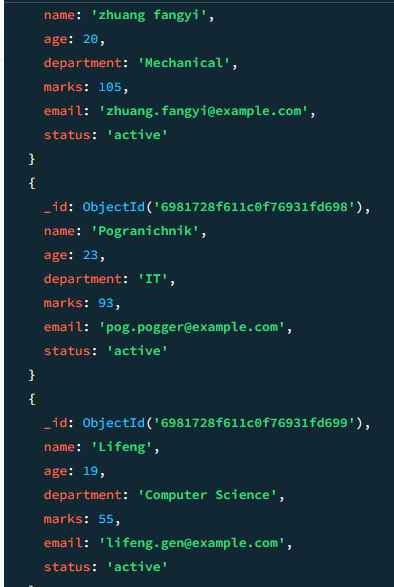 name: 'zhuang fangyi',
age: 20,
department: 'Mechanical',
marks: 105,
email: 'zhuang.fangyi@example.com',
status: 'active'
}
{
_id: ObjectId('6981728f611c0f76931fd698'),
name: 'Pogranichnik',
age: 23,
department: 'IT',
marks: 93,
email: 'pog.pogger@example.com',
status: 'active'
}
{
_id: ObjectId('6981728f611c0f76931fd699'),
name: 'Lifeng',
age: 19,
department: 'Computer Science',
marks: 55,
email: 'lifeng.gen@example.com',
status: 'active'
}